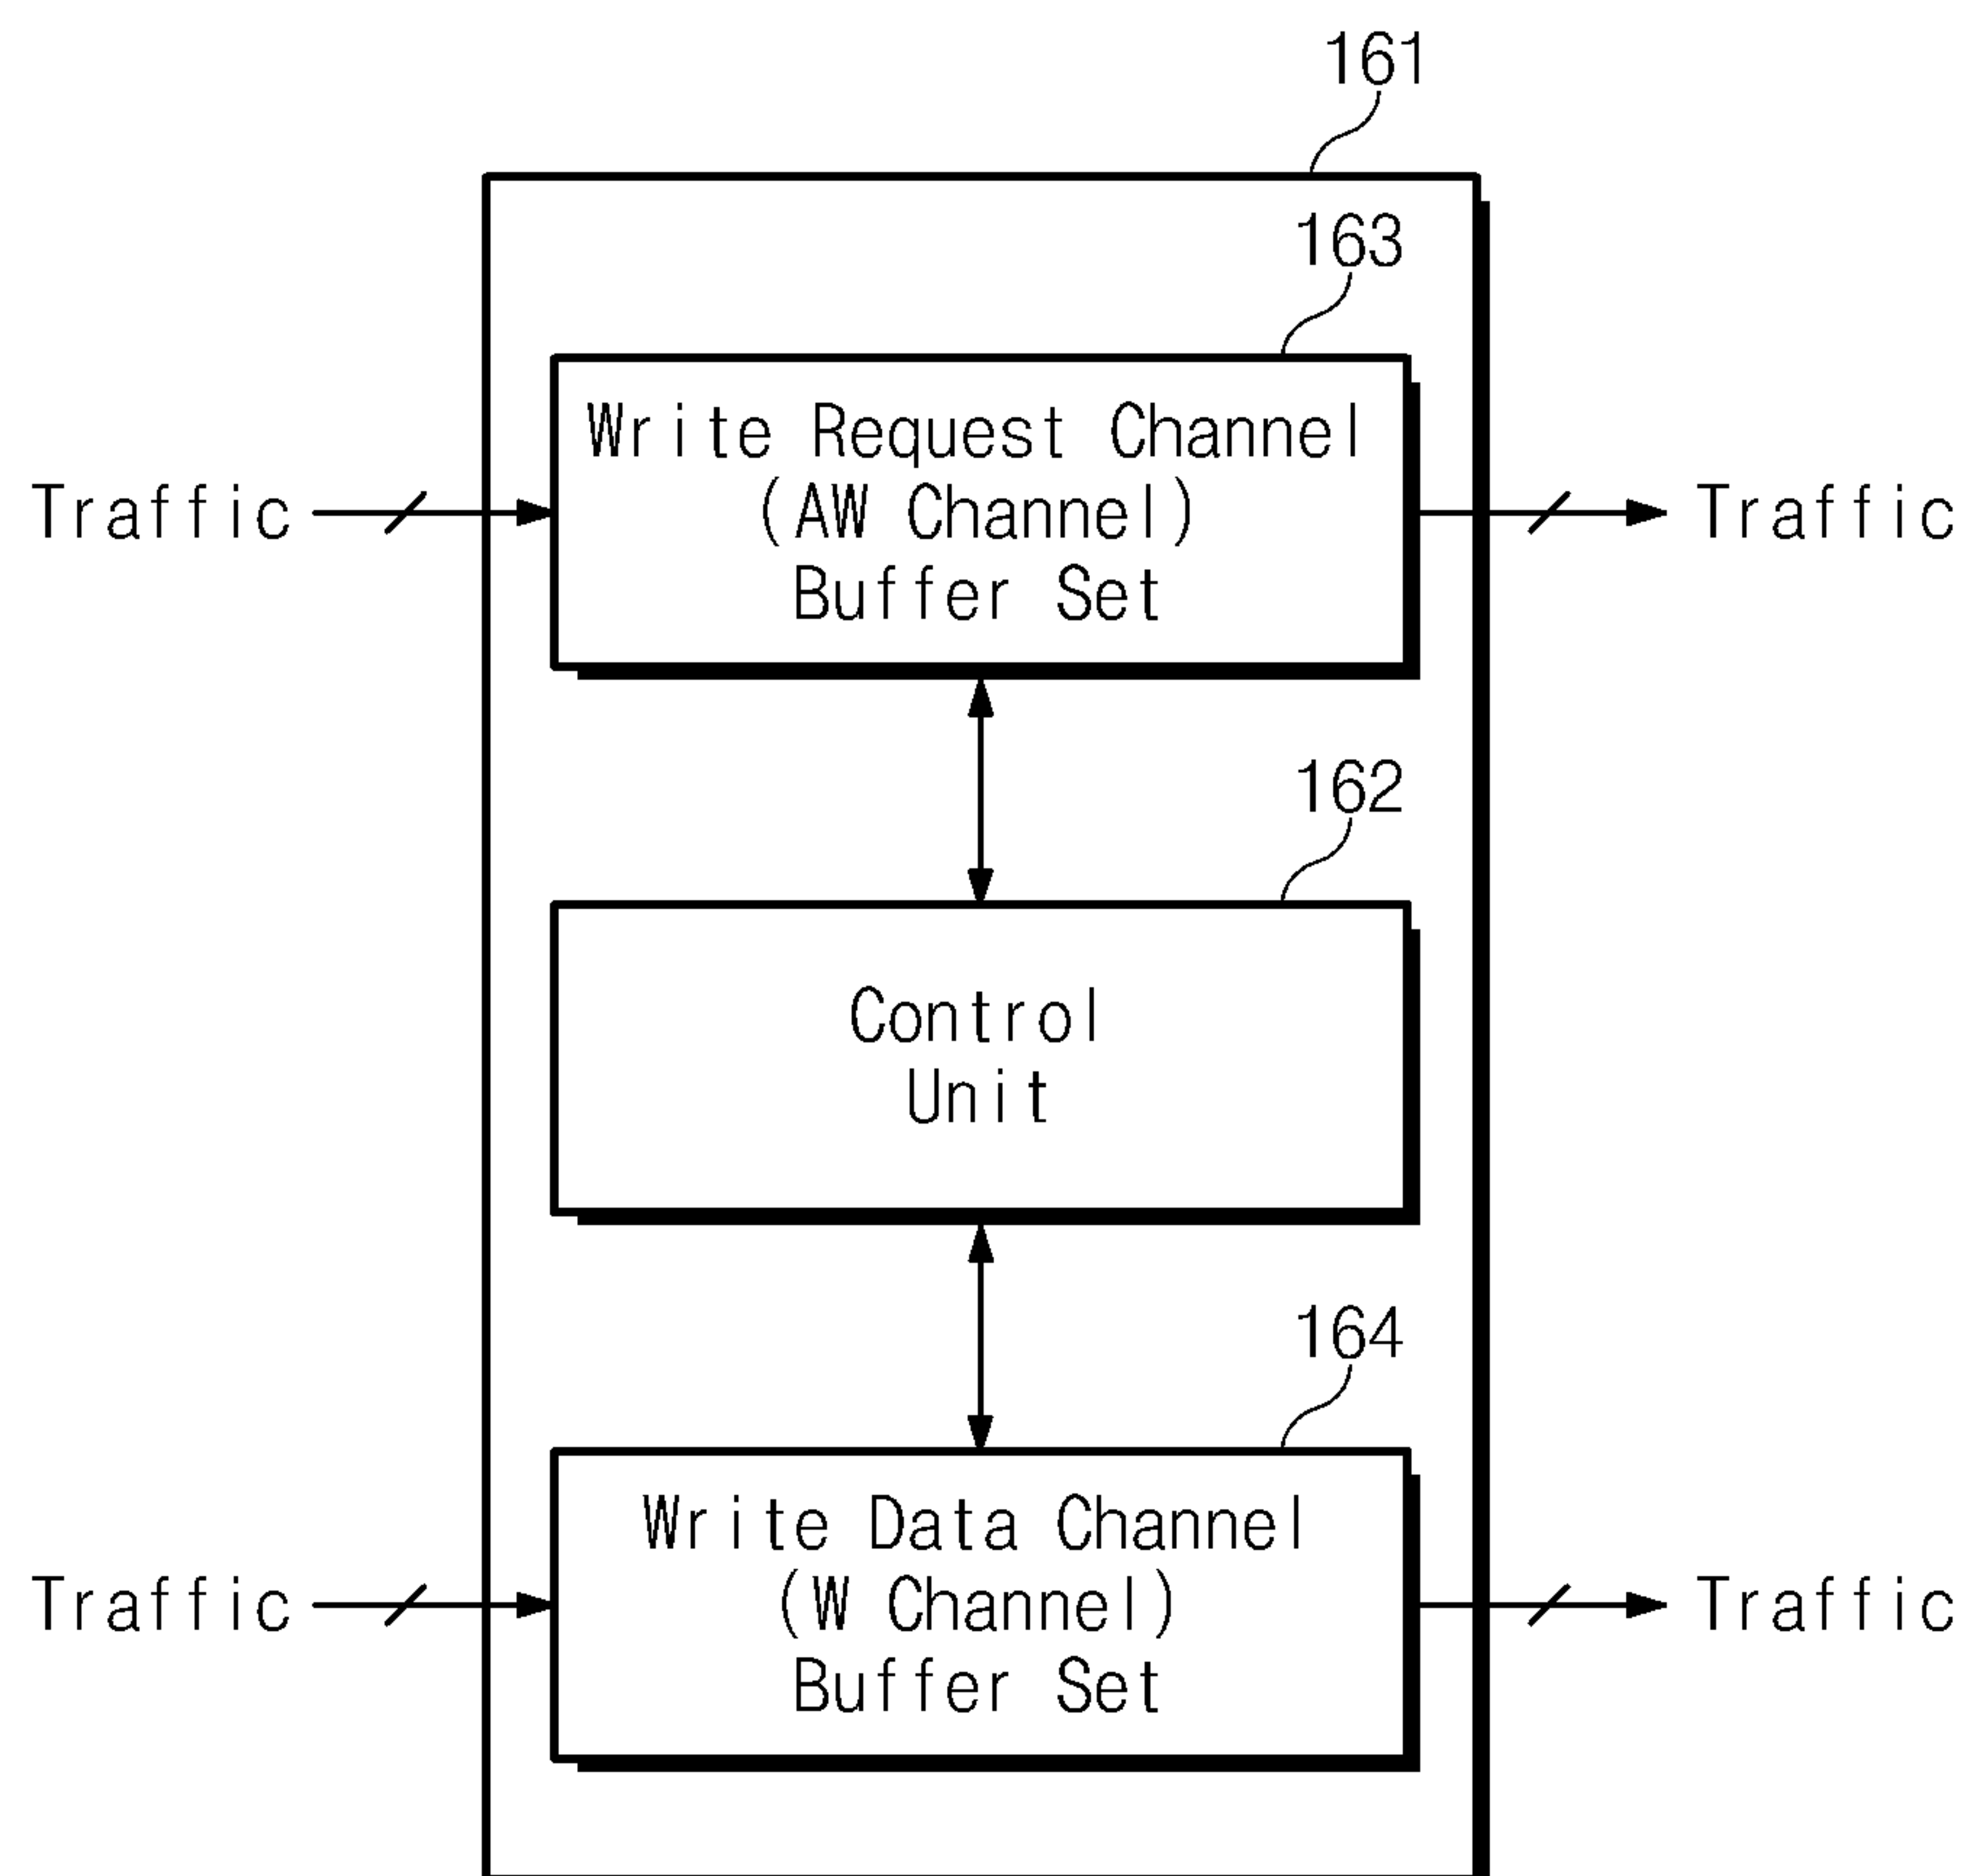 161
163
Write Request Channel
(AW Channel)
Buffer Set
Traffic
Traffic
162
Control
Unit
164
Write Data Channel
(W Channel)
Buffer Set
Traffic
Traffic